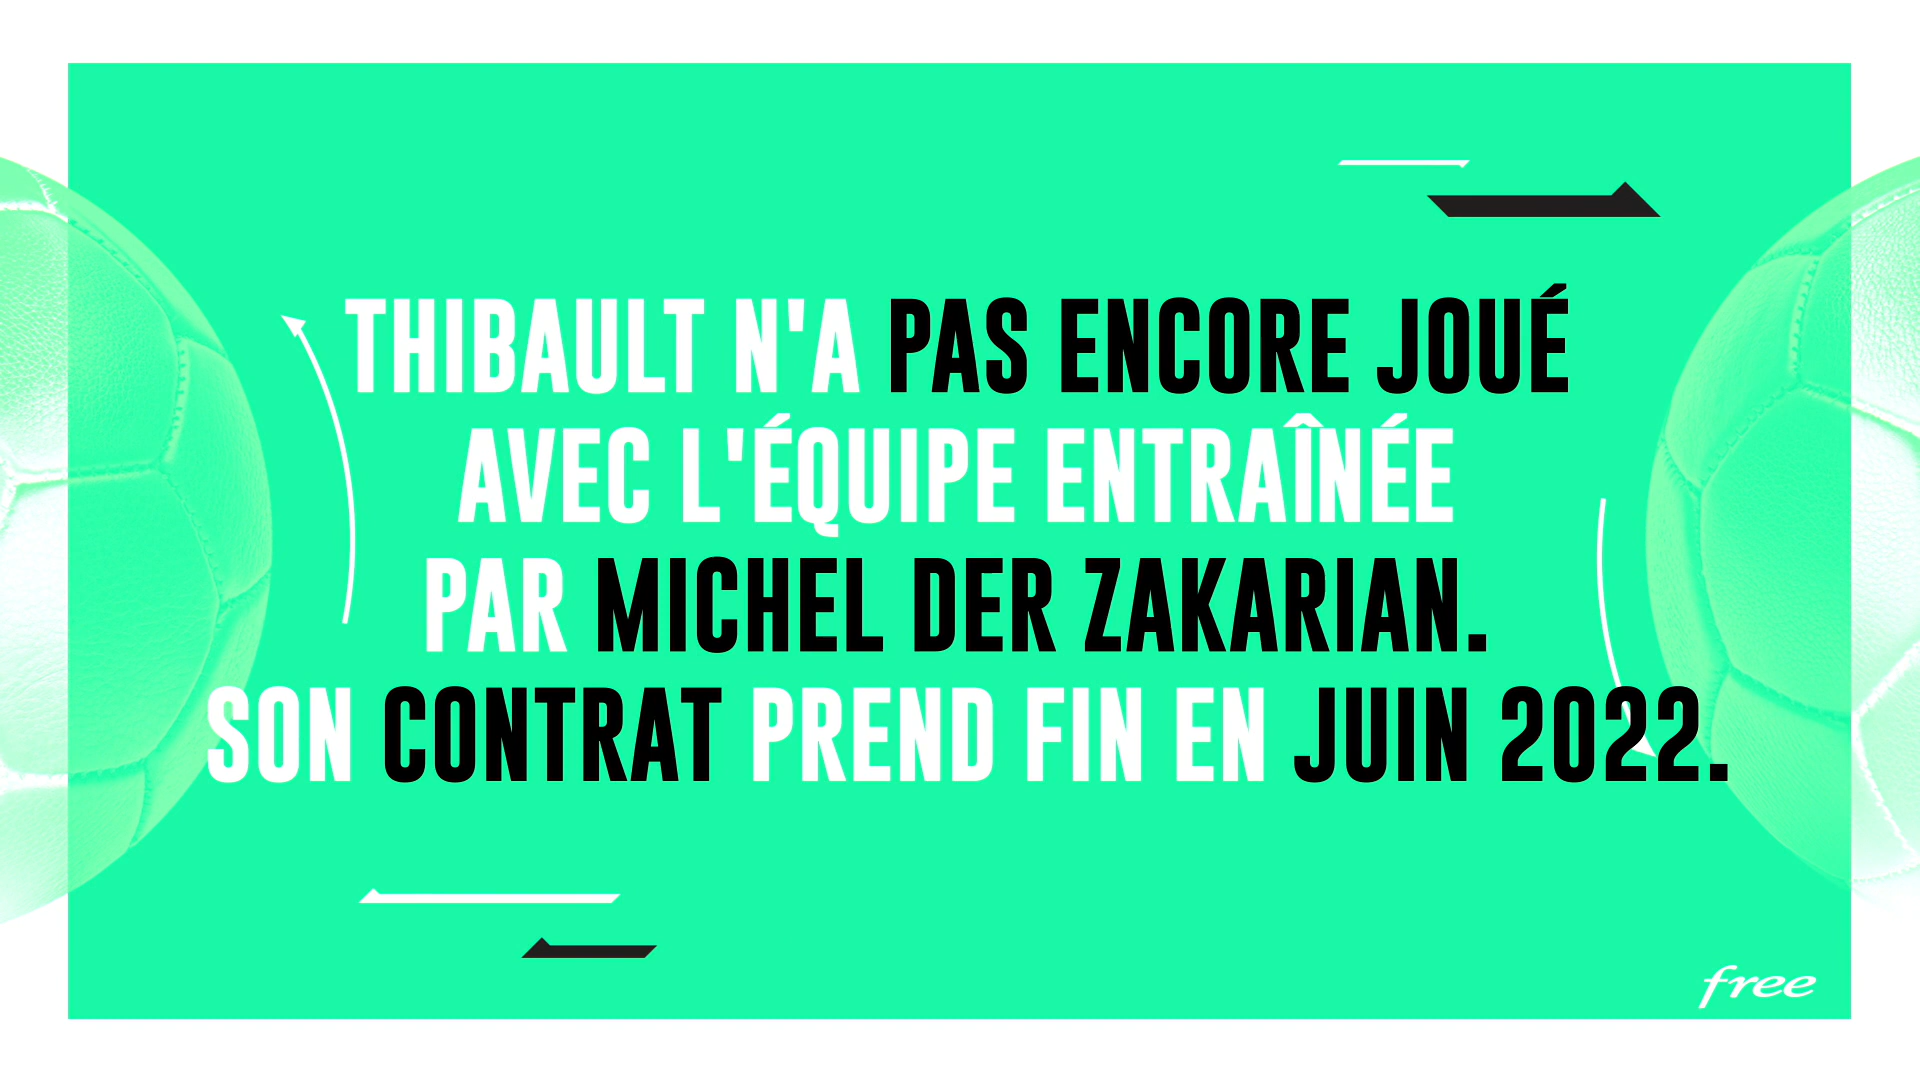 THIBAULT N'A PAS ENCORE JOUÉ
AVEC L'ÉQUIPE ENTRAÎNÉE
PAR MICHEL DER ZAKARIAN.
SON CONTRAT PREND FIN EN JUIN 2022.
free